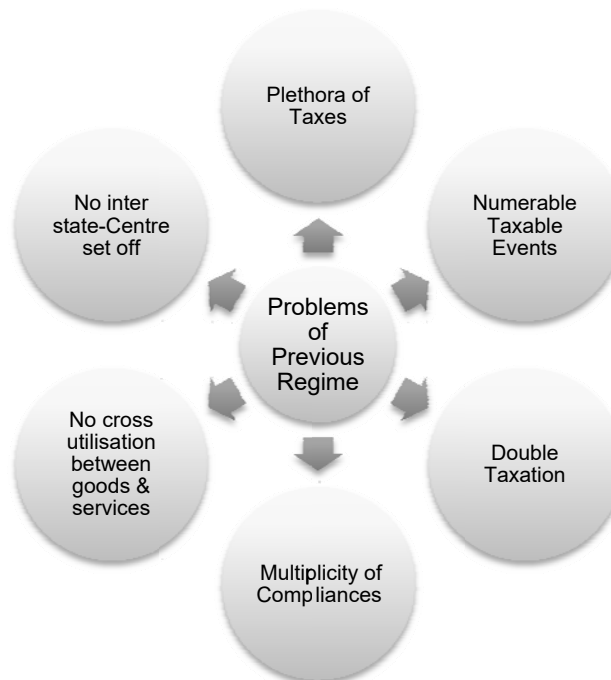 Plethora of
Taxes
No inter
state-Centre
set off
Numerable
Taxable
Events
Problems
of
Previous
Regime
No cross
utilisation
between
goods &
services
Double
Taxation
Multiplicity of
Compliances